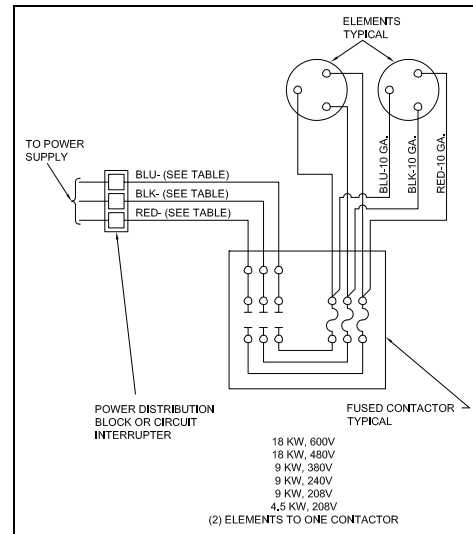 ELEMENTS
TYPICAL
TO POWER
SUPPLY
BLU- (SEE TABLE)
BLK- (SEE TABLE)
RED- (SEE TABLE)
BLU-10 GA.
BLK-10 GA.
RED-10 GA.
POWER DISTRIBUTION
BLOCK OR CIRCUIT
INTERRUPTER
FUSED CONTACTOR
TYPICAL
18 KW, 600V
18 KW, 480V
9 KW, 380V
9 KW, 240V
9 KW, 208V
4.5 KW, 208V
(2) ELEMENTS TO ONE CONTACTOR